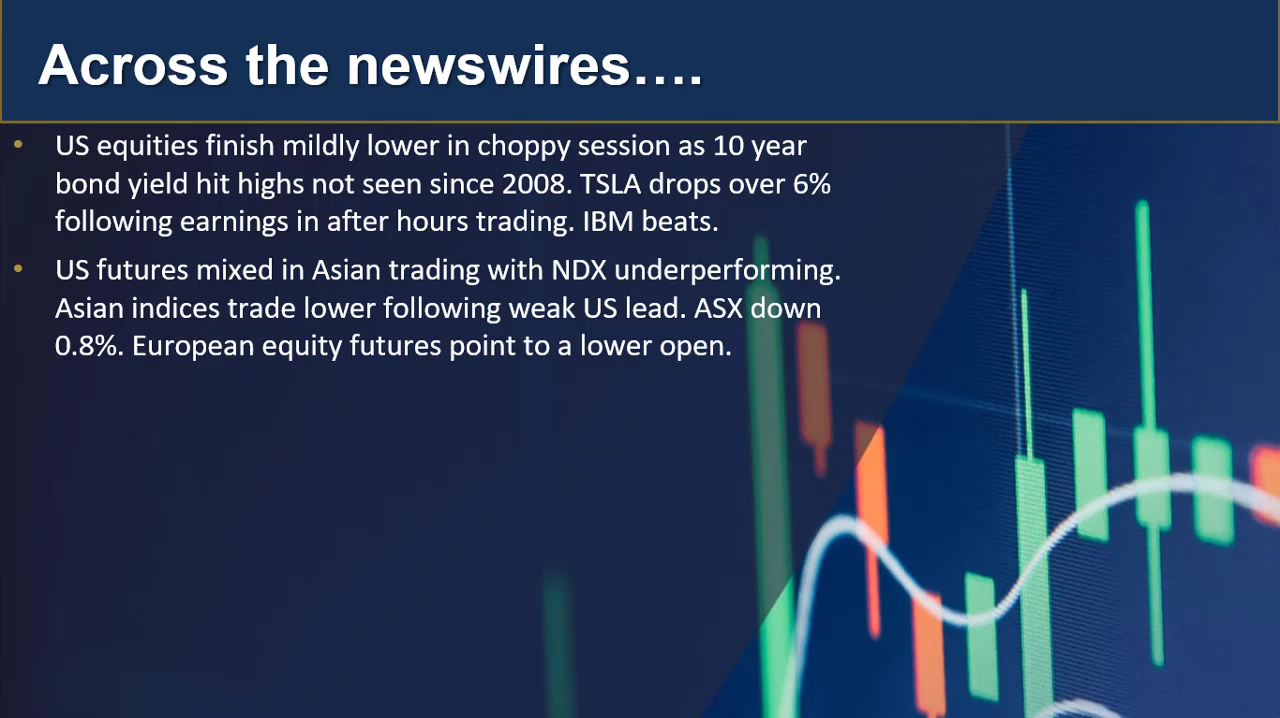 Across the newswires….
• US equities finish mildly lower in choppy session as 10 year
bond yield hit highs not seen since 2008. TSLA drops over 6%
following earnings in after hours trading. IBM beats.
• US futures mixed in Asian trading with NDX underperforming.
Asian indices trade lower following weak US lead. ASX down
0.8%. European equity futures point to a lower open.